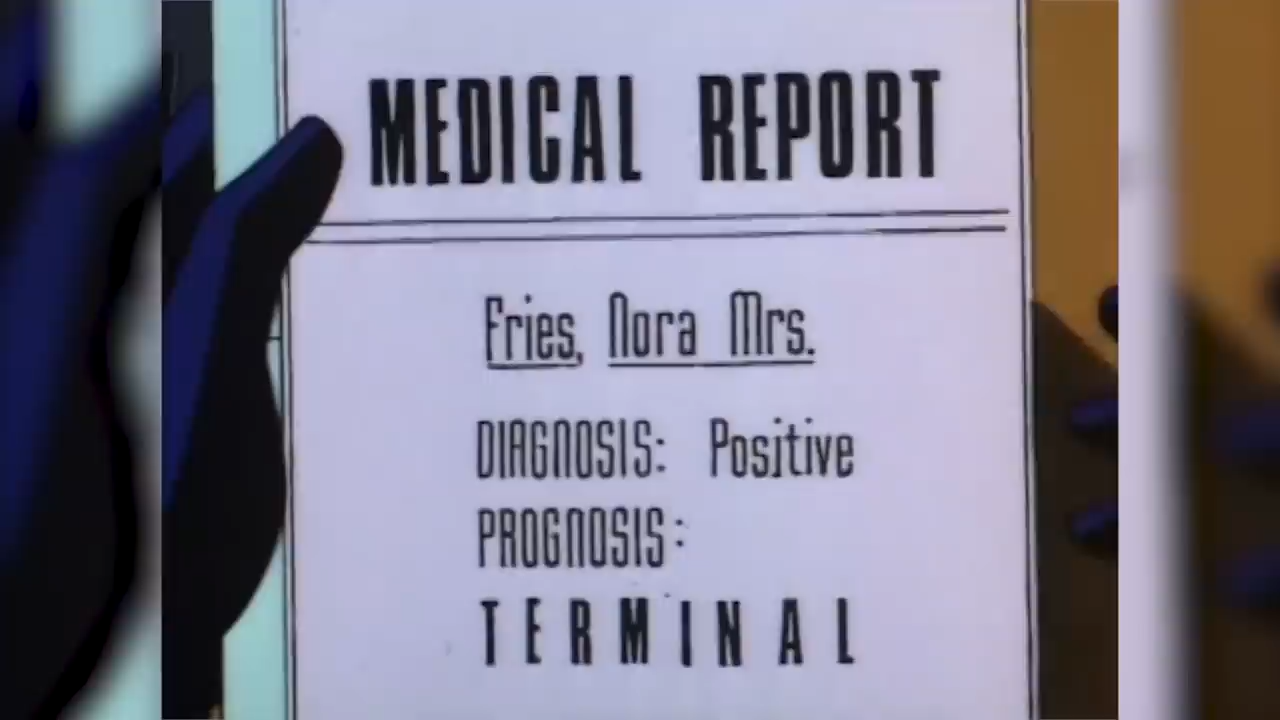 MEDICAL REPORT
Fries, Nora Mrs.
DIAGNOSIS: Positive
PROGNOSIS:
TERMINAL